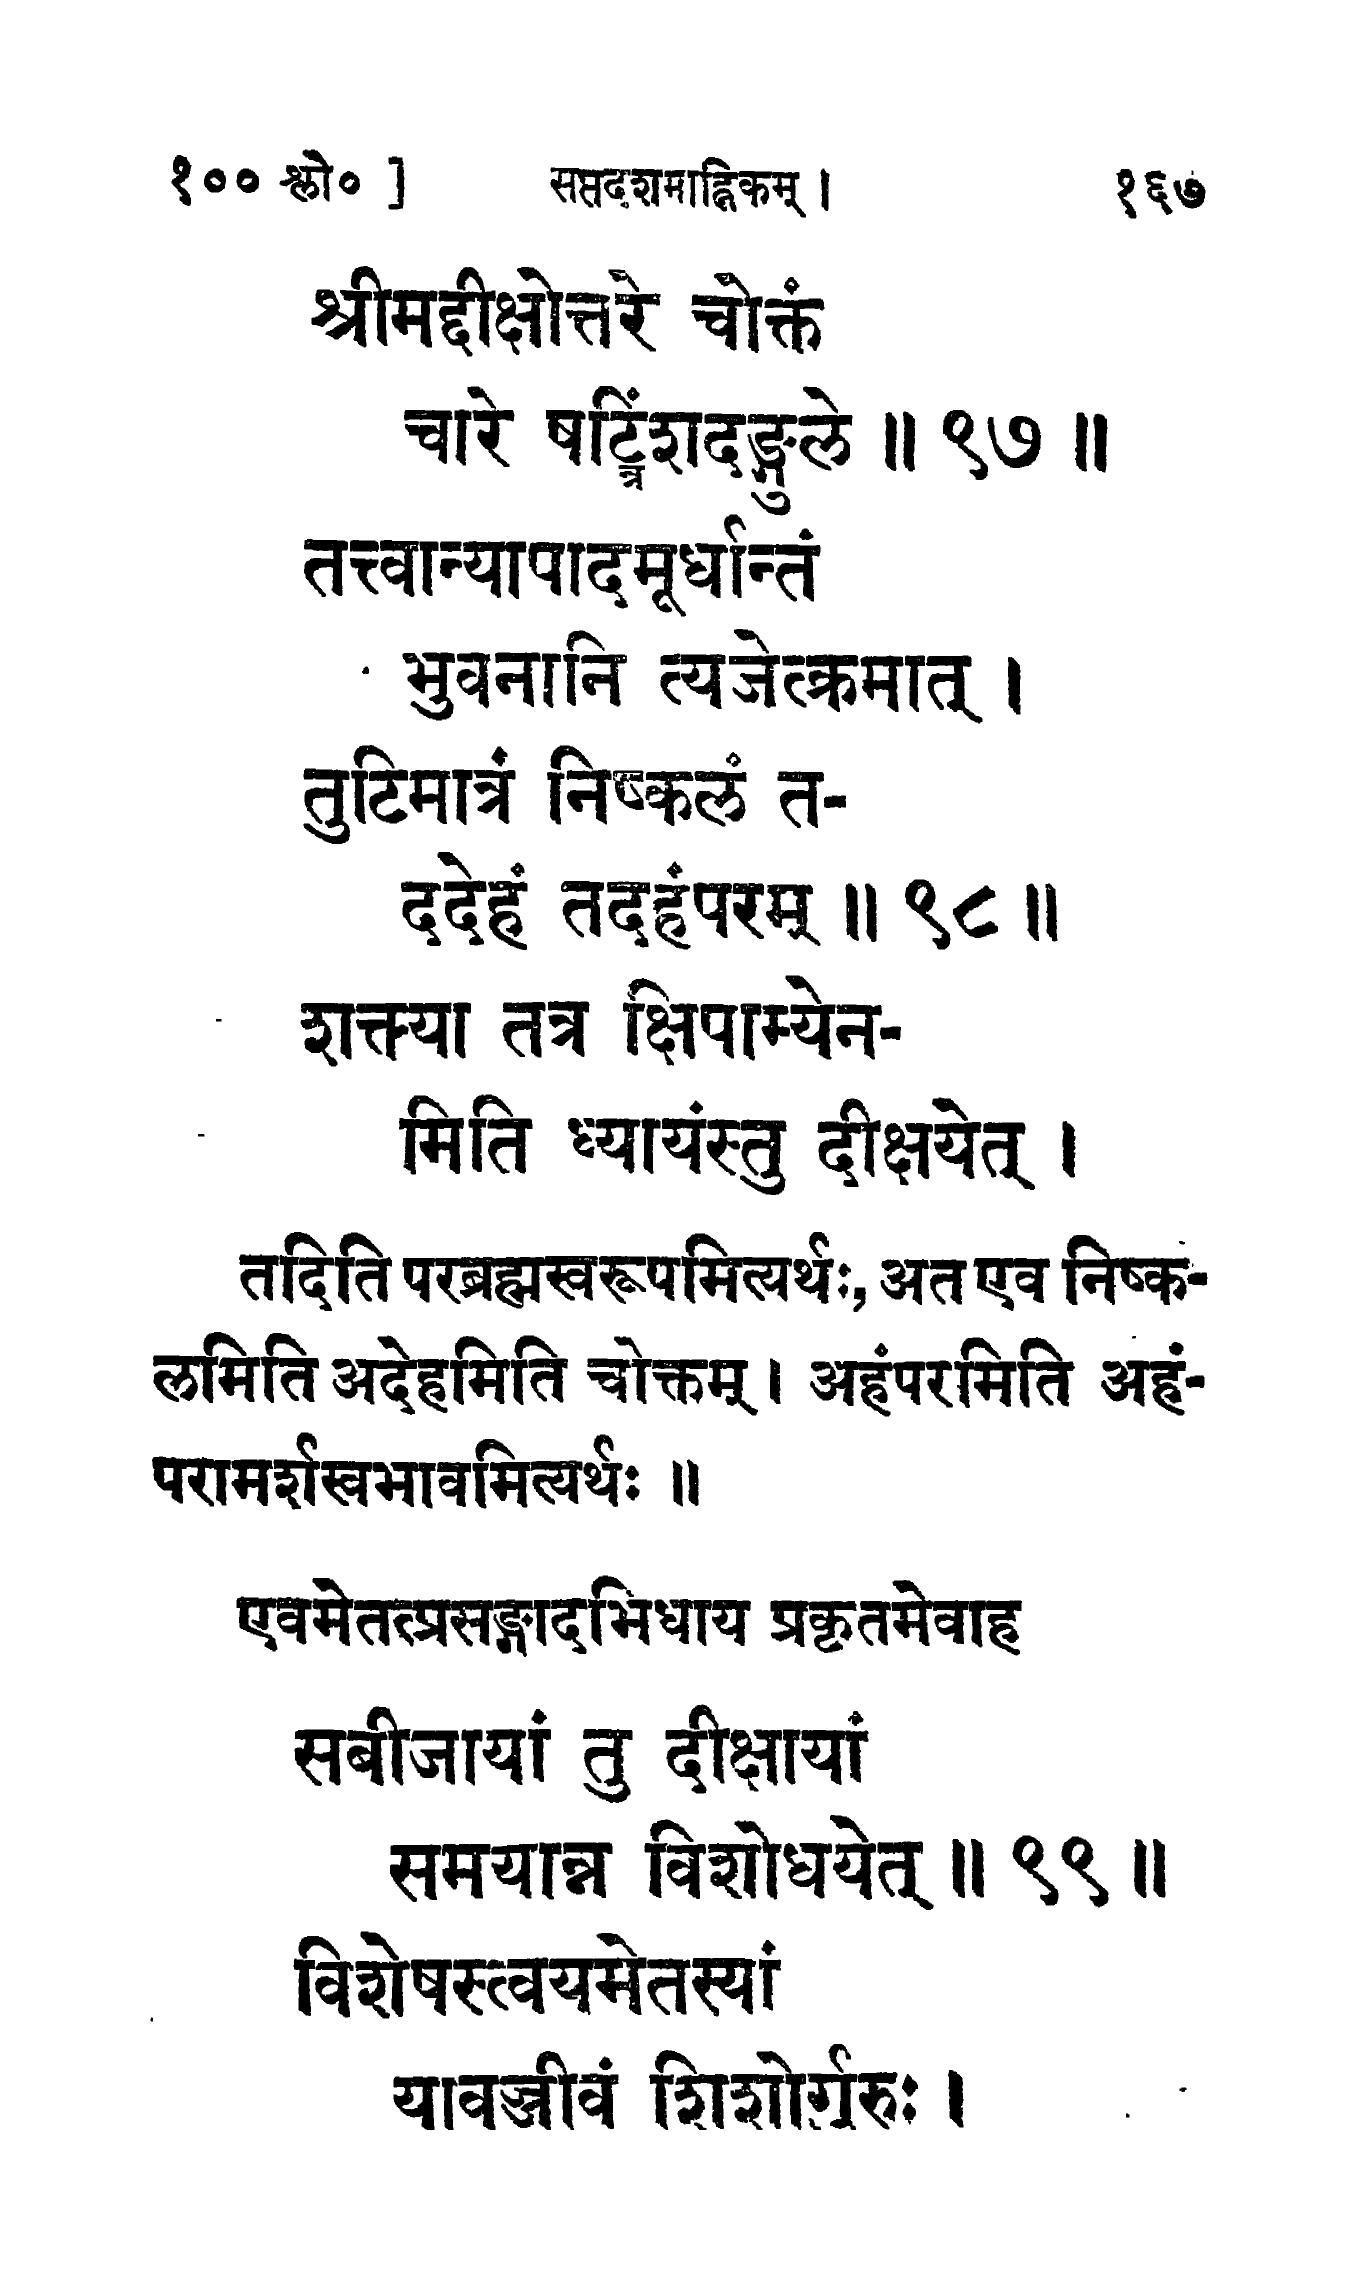 १०० श्लो० ] सप्तदशमाह्निकम् । १६७
श्रीमद्दीक्षोत्तरे चोक्तं
चारे षट्त्रिंशदङ्गुले ॥ ९७ ॥
तत्त्वान्यापादमूर्धान्तं
भुवनानि त्यजेत्क्रमात् ।
तुटिमात्रं निष्कलं त-
ददेहं तदहंपरम् ॥ ९८ ॥
शक्त्या तत्र क्षिपाम्येन-
मिति ध्यायंस्तु दीक्षयेत् ।
तदिति परब्रह्मस्वरूपमित्यर्थः, अत एव निष्क-
लमिति अदेहमिति चोक्तम् । अहंपरमिति अहं-
परामर्शस्वभावमित्यर्थः ॥
एवमेतत्प्रसङ्गादभिधाय प्रकृतमेवाह
सबीजायां तु दीक्षायां
समयान्न विशोधयेत् ॥ ९९ ॥
विशेषस्त्वयमेतस्यां
यावज्जीवं शिशोर्गुरुः ।